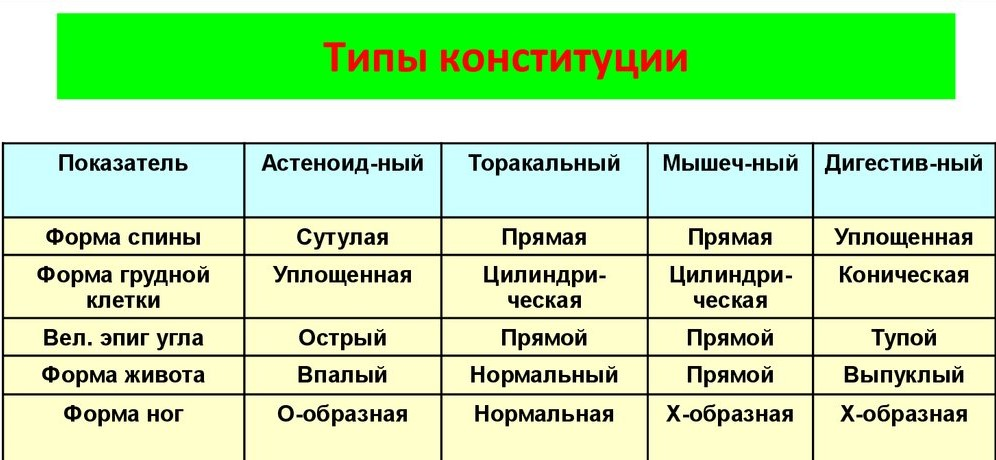 Типы конституции
Показатель Астеноид-ный Торакальный Мышеч-ный Дигестив-ный
Форма спины Сутулая Прямая Прямая Уплощенная
Форма грудной Уплощенная Цилиндри- Цилиндри- Коническая
клетки ческая ческая
Вел. эпиг угла Острый Прямой Прямой Тупой
Форма живота Впалый Нормальный Прямой Выпуклый
Форма ног О-образная Нормальная Х-образная Х-образная